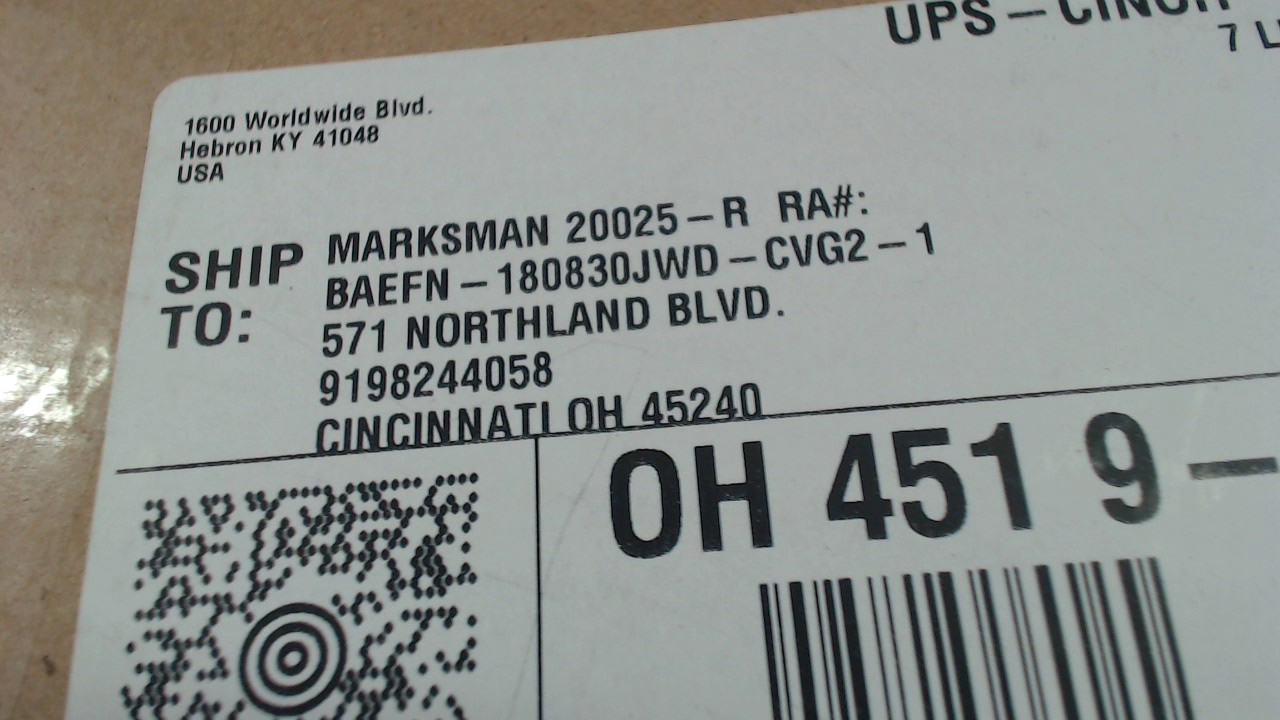 UPS -
7
1600 Worldwide Blvd.
Hebron KY 41048
USA
SHIP TO:
MARKSMAN 20025-R RA#:
BAEFN-180830JWD-CVG2-1
571 NORTHLAND BLVD.
9198244058
CINCINNATI OH 45240
OH 451 9-